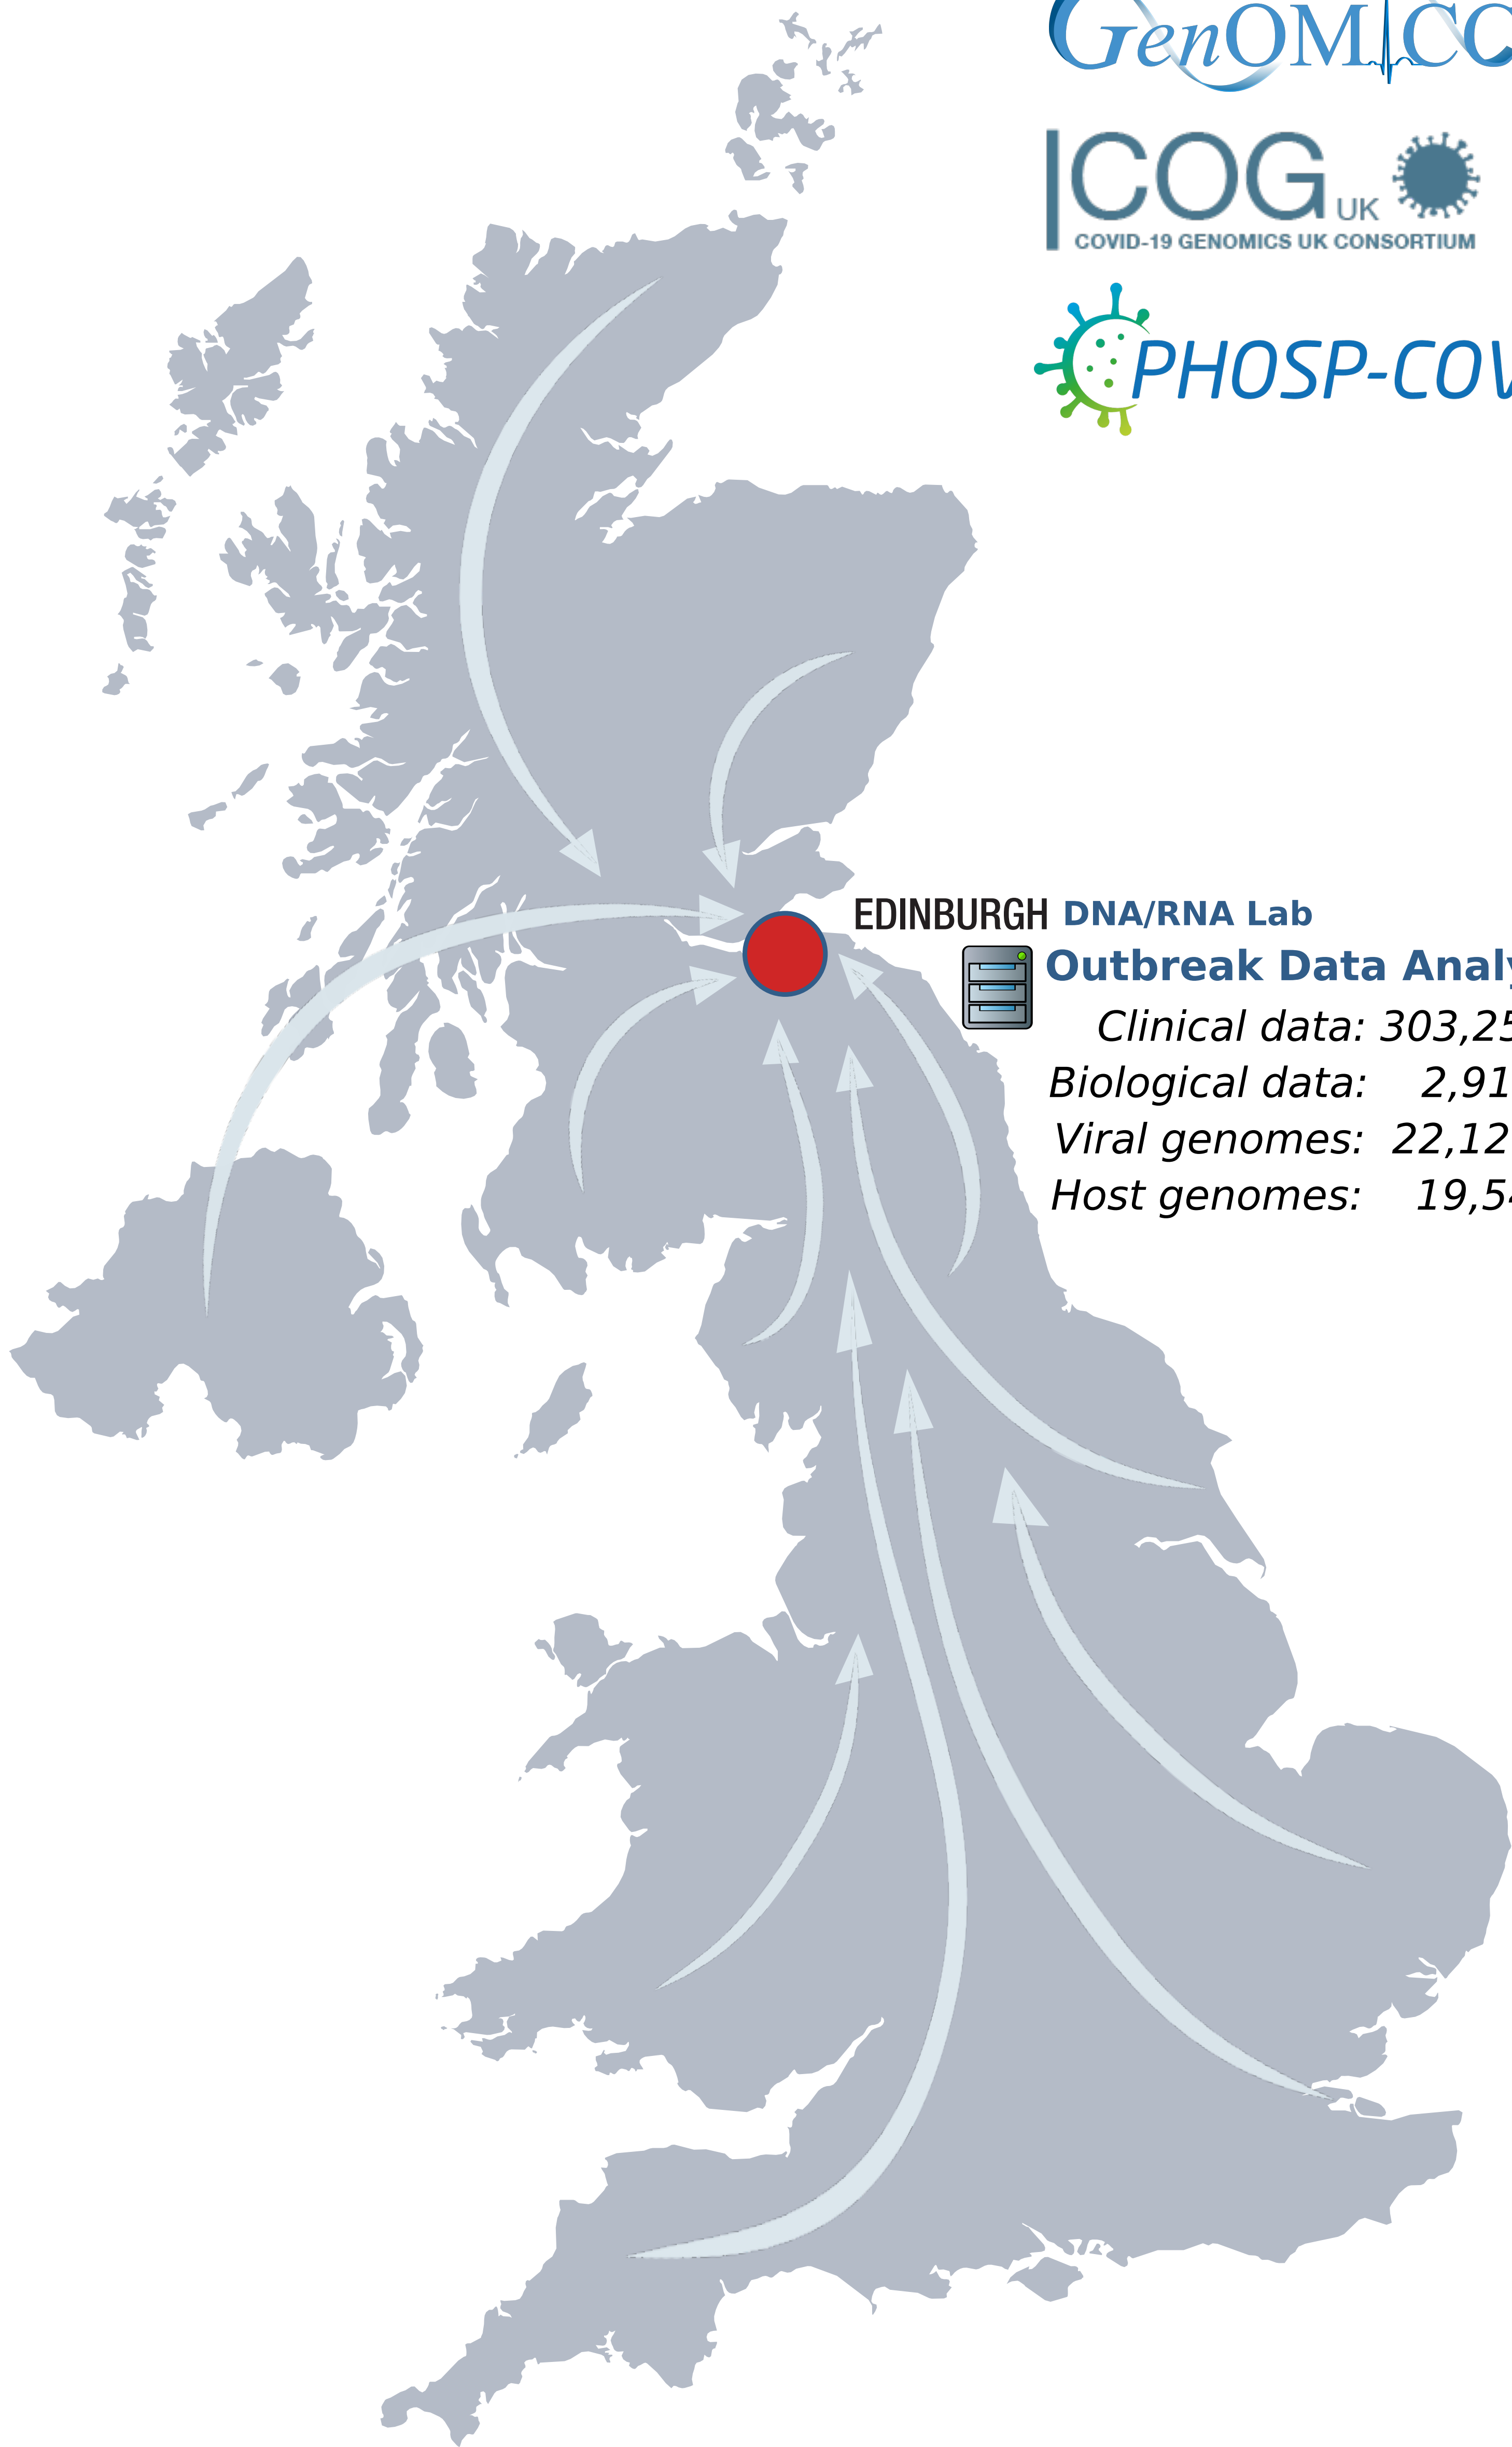 GenOMICC
COG UK
COVID-19 GENOMICS UK CONSORTIUM
PHOSP-COV
EDINBURGH DNA/RNA Lab
Outbreak Data Analy
Clinical data: 303,25
Biological data: 2,91
Viral genomes: 22,12
Host genomes: 19,54